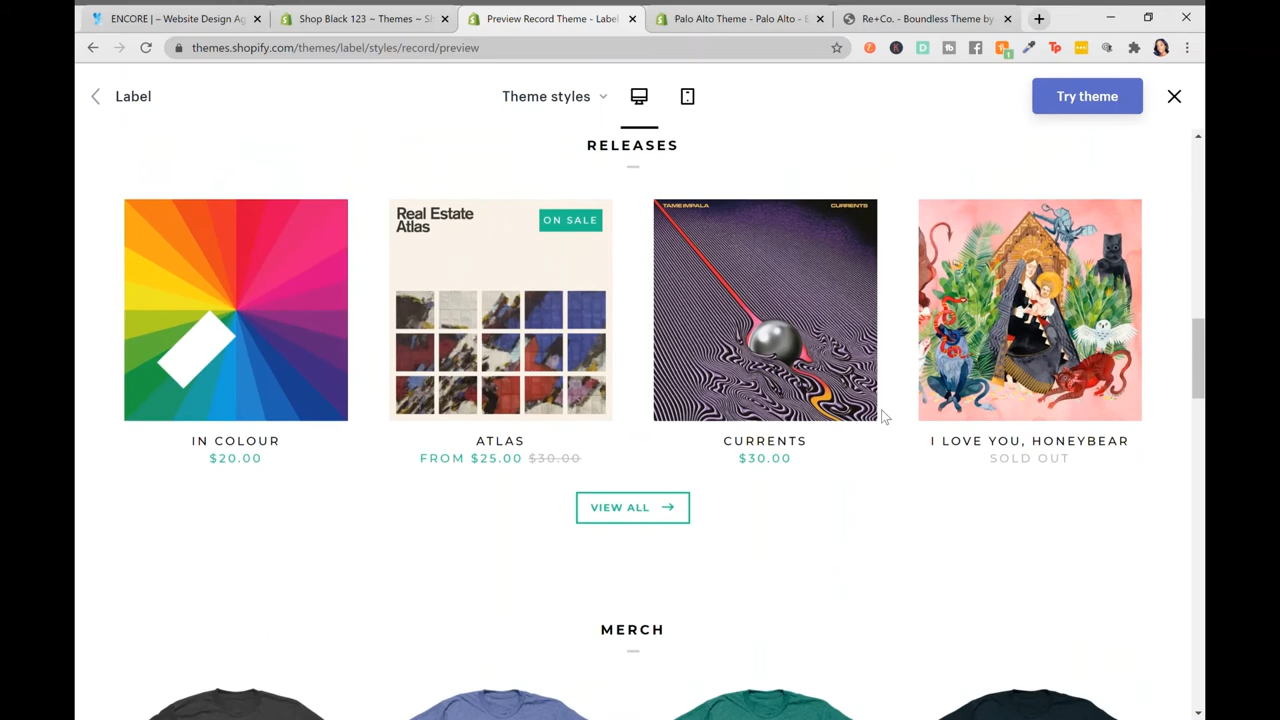 ENCORE | – Website Design Ag
Shop Black 123 ~ Themes ~ Sh
Preview Record Theme - Label
Palo Alto Theme - Palo Alto - E
Re+Co. - Boundless Theme by
themes.shopify.com/themes/label/styles/record/preview
Label
Theme styles
Try theme
RELEASES
Real Estate
Atlas
ON SALE
TAME IMPALA
CURRENTS
IN COLOUR
$20.00
ATLAS
FROM $25.00 $30.00
CURRENTS
$30.00
I LOVE YOU, HONEYBEAR
SOLD OUT
VIEW ALL
MERCH